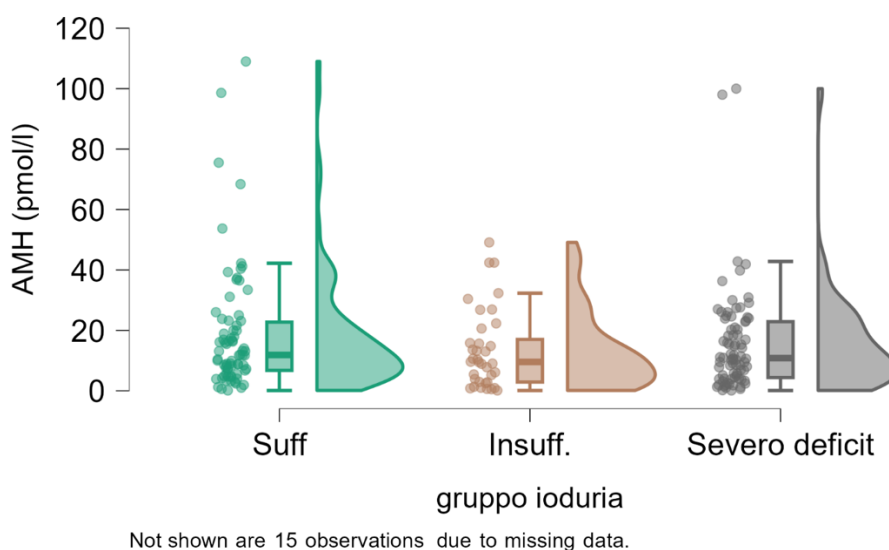 120
100
80
60
40
20
0
AMH (pmol/l)
Suff
Insuff.
Severo deficit
gruppo ioduria
Not shown are 15 observations due to missing data.